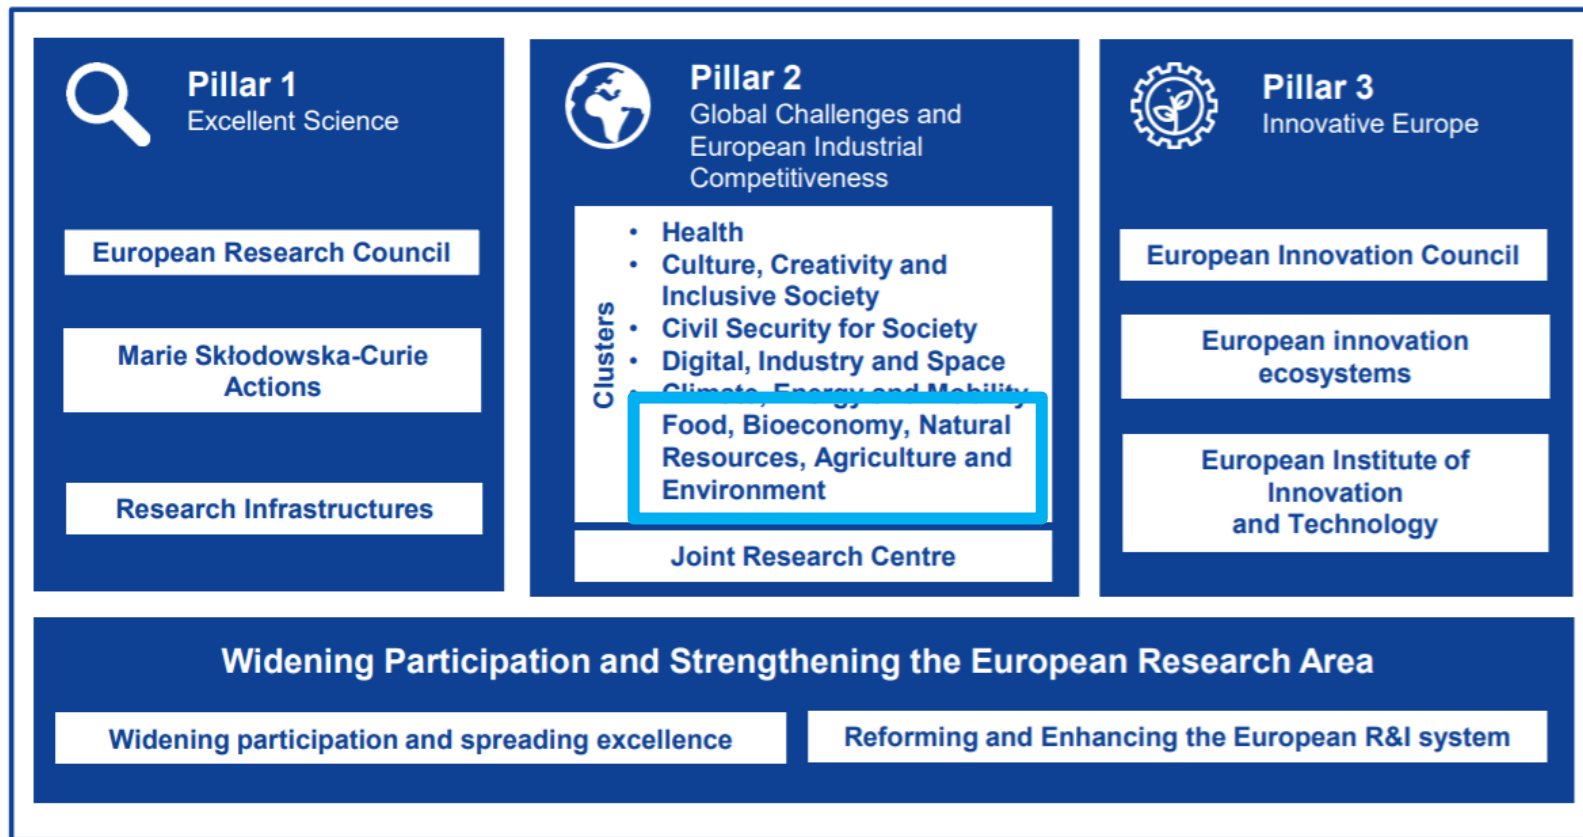 Pillar 1
Excellent Science
European Research Council
Marie Skłodowska-Curie
Actions
Research Infrastructures
Pillar 2
Global Challenges and
European Industrial
Competitiveness
Clusters
• Health
• Culture, Creativity and
Inclusive Society
• Civil Security for Society
• Digital, Industry and Space
• Climate, Energy and Mobility
Food, Bioeconomy, Natural
Resources, Agriculture and
Environment
Joint Research Centre
Pillar 3
Innovative Europe
European Innovation Council
European innovation
ecosystems
European Institute of
Innovation
and Technology
Widening Participation and Strengthening the European Research Area
Widening participation and spreading excellence
Reforming and Enhancing the European R&I system